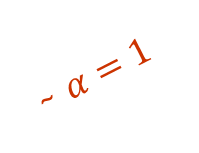 ~ α = 1